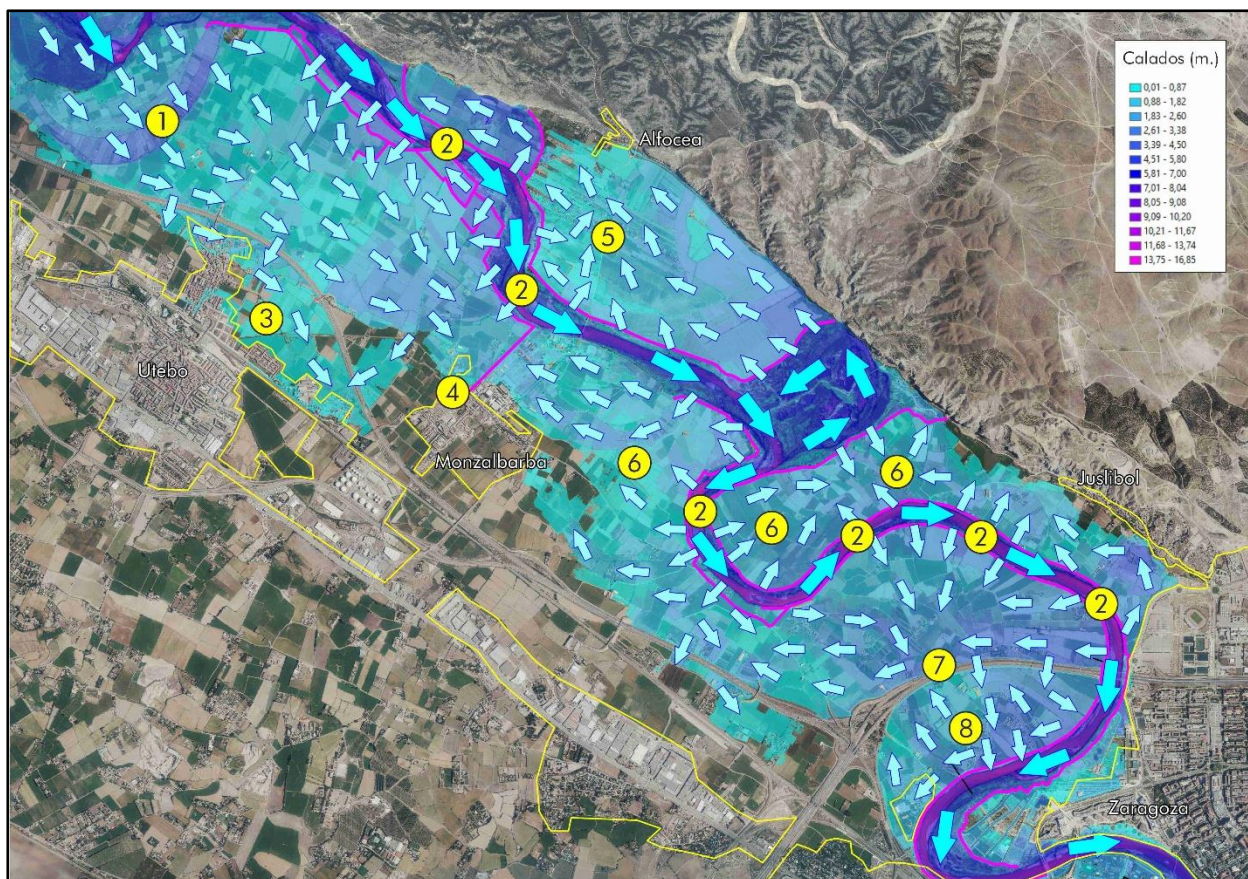 Calados (m.)
0,01 - 0,87
0,88 - 1,82
1,83 - 2,60
2,61 - 3,38
3,39 - 4,50
4,51 - 5,80
5,81 - 7,00
7,01 - 8,04
8,05 - 9,08
9,09 - 10,20
10,21 - 11,67
11,68 - 13,74
13,75 - 16,85
1
2
Alfocea
5
2
3
Utebo
4
Monzalbarba
6
6
Juslibol
2
6
2
2
2
7
8
Zaragoza